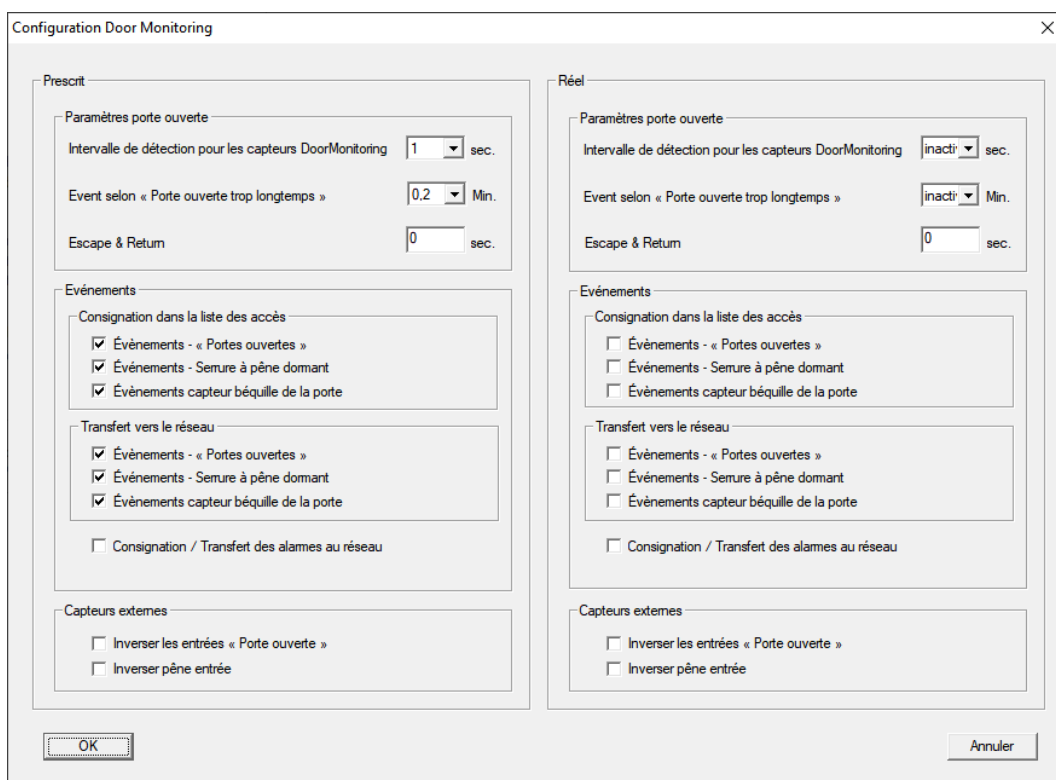 Configuration Door Monitoring
Prescrit
Paramètres porte ouverte
Intervalle de détection pour les capteurs DoorMonitoring 1 sec.
Event selon « Porte ouverte trop longtemps » 0,2 Min.
Escape & Return 0 sec.
Evénements
Consignation dans la liste des accès
Évènements - « Portes ouvertes »
Événements - Serrure à pêne dormant
Évènements capteur béquille de la porte
Transfert vers le réseau
Évènements - « Portes ouvertes »
Événements - Serrure à pêne dormant
Évènements capteur béquille de la porte
Consignation / Transfert des alarmes au réseau
Capteurs externes
Inverser les entrées « Porte ouverte »
Inverser pêne entrée
Réel
Paramètres porte ouverte
Intervalle de détection pour les capteurs DoorMonitoring inacti sec.
Event selon « Porte ouverte trop longtemps » inacti Min.
Escape & Return 0 sec.
Evénements
Consignation dans la liste des accès
Évènements - « Portes ouvertes »
Événements - Serrure à pêne dormant
Évènements capteur béquille de la porte
Transfert vers le réseau
Évènements - « Portes ouvertes »
Événements - Serrure à pêne dormant
Évènements capteur béquille de la porte
Consignation / Transfert des alarmes au réseau
Capteurs externes
Inverser les entrées « Porte ouverte »
Inverser pêne entrée
OK
Annuler